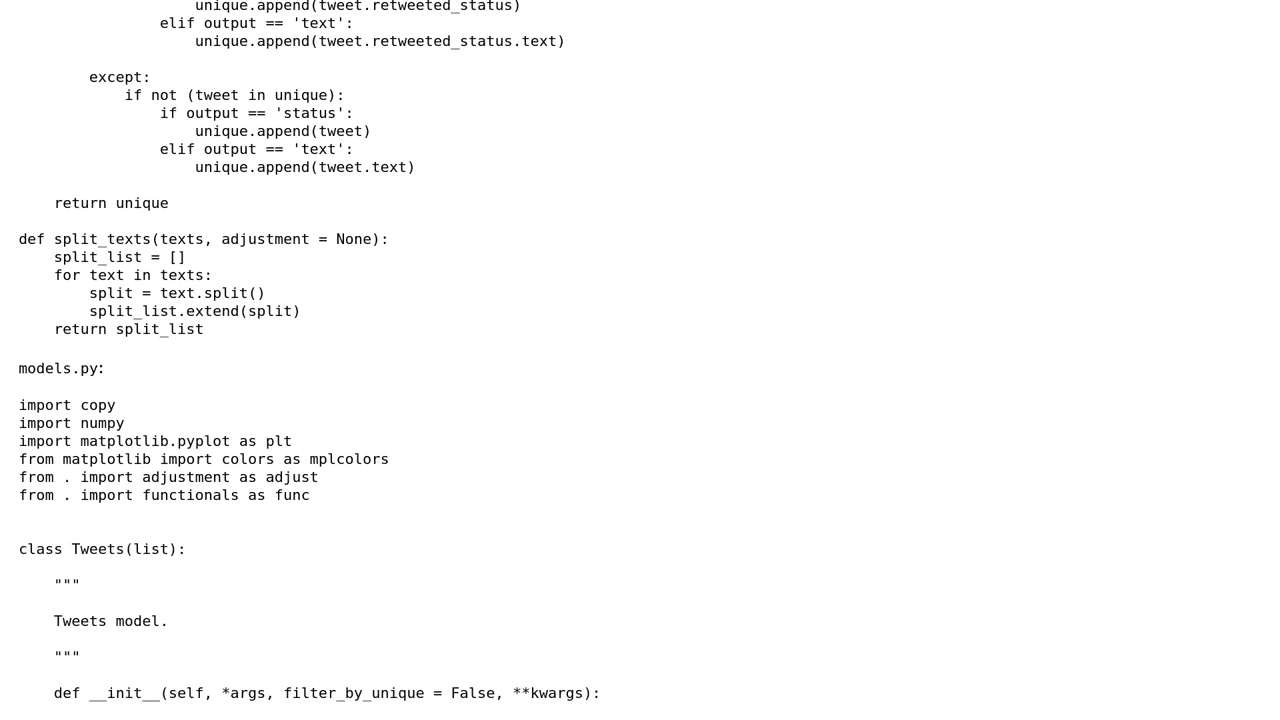 unique.append(tweet.retweeted_status)
                elif output == 'text':
                    unique.append(tweet.retweeted_status.text)

        except:
            if not (tweet in unique):
                if output == 'status':
                    unique.append(tweet)
                elif output == 'text':
                    unique.append(tweet.text)

    return unique

def split_texts(texts, adjustment = None):
    split_list = []
    for text in texts:
        split = text.split()
        split_list.extend(split)
    return split_list

models.py:

import copy
import numpy
import matplotlib.pyplot as plt
from matplotlib import colors as mplcolors
from . import adjustment as adjust
from . import functionals as func


class Tweets(list):

    """

    Tweets model.

    """

    def __init__(self, *args, filter_by_unique = False, **kwargs):